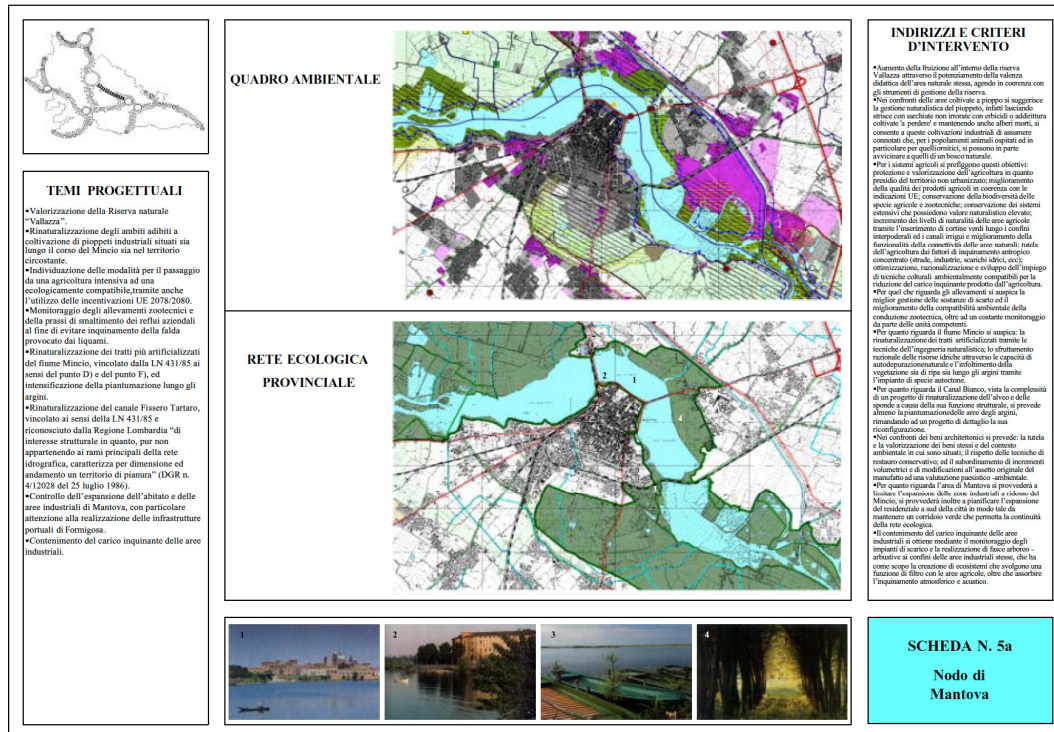 TEMI PROGETTUALI
▪Valorizzazione della Riserva naturale
“Vallazza”.
▪Rinaturalizzazione degli ambiti adibiti a
coltivazione di pioppeti industriali situati sia
lungo il corso del Mincio sia nel territorio
circostante.
▪Individuazione delle modalità per il passaggio
da una agricoltura intensiva ad una
ecologicamente compatibile,tramite anche
l’utilizzo delle incentivazioni UE 2078/2080.
▪Monitoraggio degli allevamenti zootecnici e
della prassi di smaltimento dei reflui aziendali
al fine di evitare inquinamento della falda
provocato dai liquami.
▪Rinaturalizzazione dei tratti più artificializzati
del fiume Mincio, vincolato dalla LN 431/85 ai
sensi del punto D) e del punto F), ed
intensificazione della piantumazione lungo gli
argini.
▪Rinaturalizzazione del canale Fissero Tartaro,
vincolato ai sensi della LN 431/85 e
riconosciuto dalla Regione Lombardia “di
interesse strutturale in quanto, pur non
appartenendo ai rami principali della rete
idrografica, caratterizza per dimensione ed
andamento un territorio di pianura” (DGR n.
4/12028 del 25 luglio 1986).
▪Controllo dell’espansione dell’abitato e delle
aree industriali di Mantova, con particolare
attenzione alla realizzazione delle infrastrutture
portuali di Formigosa.
▪Contenimento del carico inquinante delle aree
industriali.
QUADRO AMBIENTALE
RETE ECOLOGICA
PROVINCIALE
2
1
4
1
2
3
4
INDIRIZZI E CRITERI
D’INTERVENTO
▪Aumento della fruizione all’interno della riserva
Vallazza attraverso il potenziamento della valenza
didattica dell’area naturale stessa, agendo in coerenza con
gli strumenti di gestione della riserva.
▪Nei confronti delle aree coltivate a pioppo si suggerisce
la gestione naturalistica del pioppeto, infatti lasciando
strisce con sarchiate non irrorate con erbicidi o addirittura
coltivate 'a perdere' e mantenendo anche alberi morti, si
consente a queste coltivazioni industriali di assumere
connotati che, per i popolamenti animali ospitati ed in
particolare per quelliornitici, si possono in parte
avvicinare a quelli di un bosco naturale.
▪Per i sistemi agricoli si prefiggono questi obiettivi:
protezione e valorizzazione dell’agricoltura in quanto
presidio del territorio non urbanizzato; miglioramento
della qualità dei prodotti agricoli in coerenza con le
indicazioni UE; conservazione della biodiversità delle
specie agricole e zootecniche; conservazione dei sistemi
estensivi che possiedono valore naturalistico elevato;
incremento dei livelli di naturalità delle aree agricole
tramite l’inserimento di cortine verdi lungo i confini
interpoderali ed i canali irrigui e miglioramento della
funzionalità della connettività delle aree naturali; tutela
dell’agricoltura dai fattori di inquinamento antropico
concentrato (strade, industrie, scarichi idrici, ecc);
ottimizzazione, razionalizzazione e sviluppo dell’impiego
di tecniche colturali ambientalmente compatibili per la
riduzione del carico inquinante prodotto dall’agricoltura.
▪Per quel che riguarda gli allevamenti si auspica la
miglior gestione delle sostanze di scarto ed il
miglioramento della compatibilità ambientale della
conduzione zootecnica, oltre ad un costante monitoraggio
da parte delle unità competenti.
▪Per quanto riguarda il fiume Mincio si auspica: la
rinaturalizzazione dei tratti artificializzati tramite le
tecniche dell’ingegneria naturalistica; lo sfruttamento
razionale delle risorse idriche attraverso le capacità di
autodepurazionenaturale e l’infoltimento della
vegetazione sia di ripa sia lungo gli argini tramite
l’impianto di specie autoctone.
▪Per quanto riguarda il Canal Bianco, vista la complessità
di un progetto di rinaturalizzazione dell’alveo e delle
sponde a causa della sua funzione strutturale, si prevede
almeno la piantumazionedelle aree degli argini,
rimandando ad un progetto di dettaglio la sua
riconfigurazione.
▪Nei confronti dei beni architettonici si prevede: la tutela
e la valorizzazione dei beni stessi e del contesto
ambientale in cui sono situati; il rispetto delle tecniche di
restauro conservativo; ed il subordinamento di incrementi
volumetrici e di modificazioni all’assetto originale del
manufatto ad una valutazione paesistico -ambientale.
▪Per quanto riguarda l’area di Mantova si provvederà a
limitare l’espansione delle zone industriali a ridosso del
Mincio; si provvederà inoltre a pianificare l’espansione
del residenziale a sud della città in modo tale da
mantenere un corridoio verde che permetta la continuità
della rete ecologica.
▪Il contenimento del carico inquinante delle aree
industriali si ottiene mediante il monitoraggio degli
impianti di scarico e la realizzazione di fasce arboreo -
arbustive ai confini delle aree industriali stesse, che ha
come scopo la creazione di ecosistemi che svolgono una
funzione di filtro con le aree agricole, oltre che assorbire
l’inquinamento atmosferico e acustico.
SCHEDA N. 5a
Nodo di
Mantova